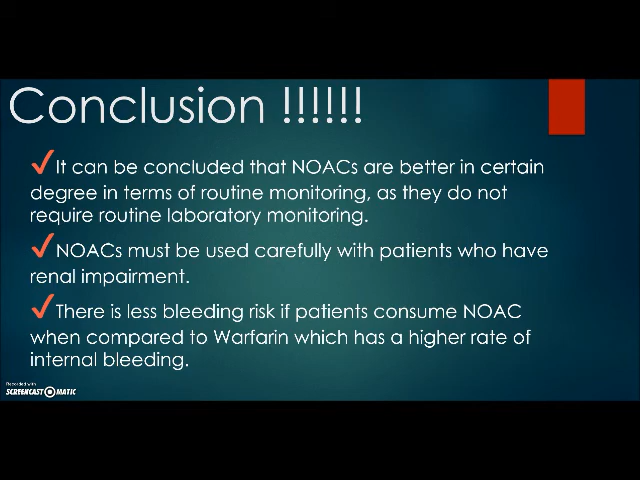 Conclusion !!!!!!
✓It can be concluded that NOACs are better in certain
degree in terms of routine monitoring, as they do not
require routine laboratory monitoring.
✓NOACs must be used carefully with patients who have
renal impairment.
✓There is less bleeding risk if patients consume NOAC
when compared to Warfarin which has a higher rate of
internal bleeding.
Recorded with
SCREENCAST-O-MATIC